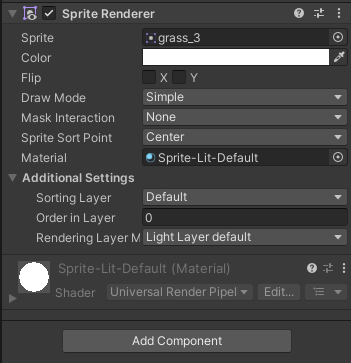 Sprite Renderer
Sprite grass_3
Color
Flip X Y
Draw Mode Simple
Mask Interaction None
Sprite Sort Point Center
Material Sprite-Lit-Default
Additional Settings
Sorting Layer Default
Order in Layer 0
Rendering Layer M Light Layer default
Sprite-Lit-Default (Material)
Shader Universal Render Pipel Edit...
Add Component